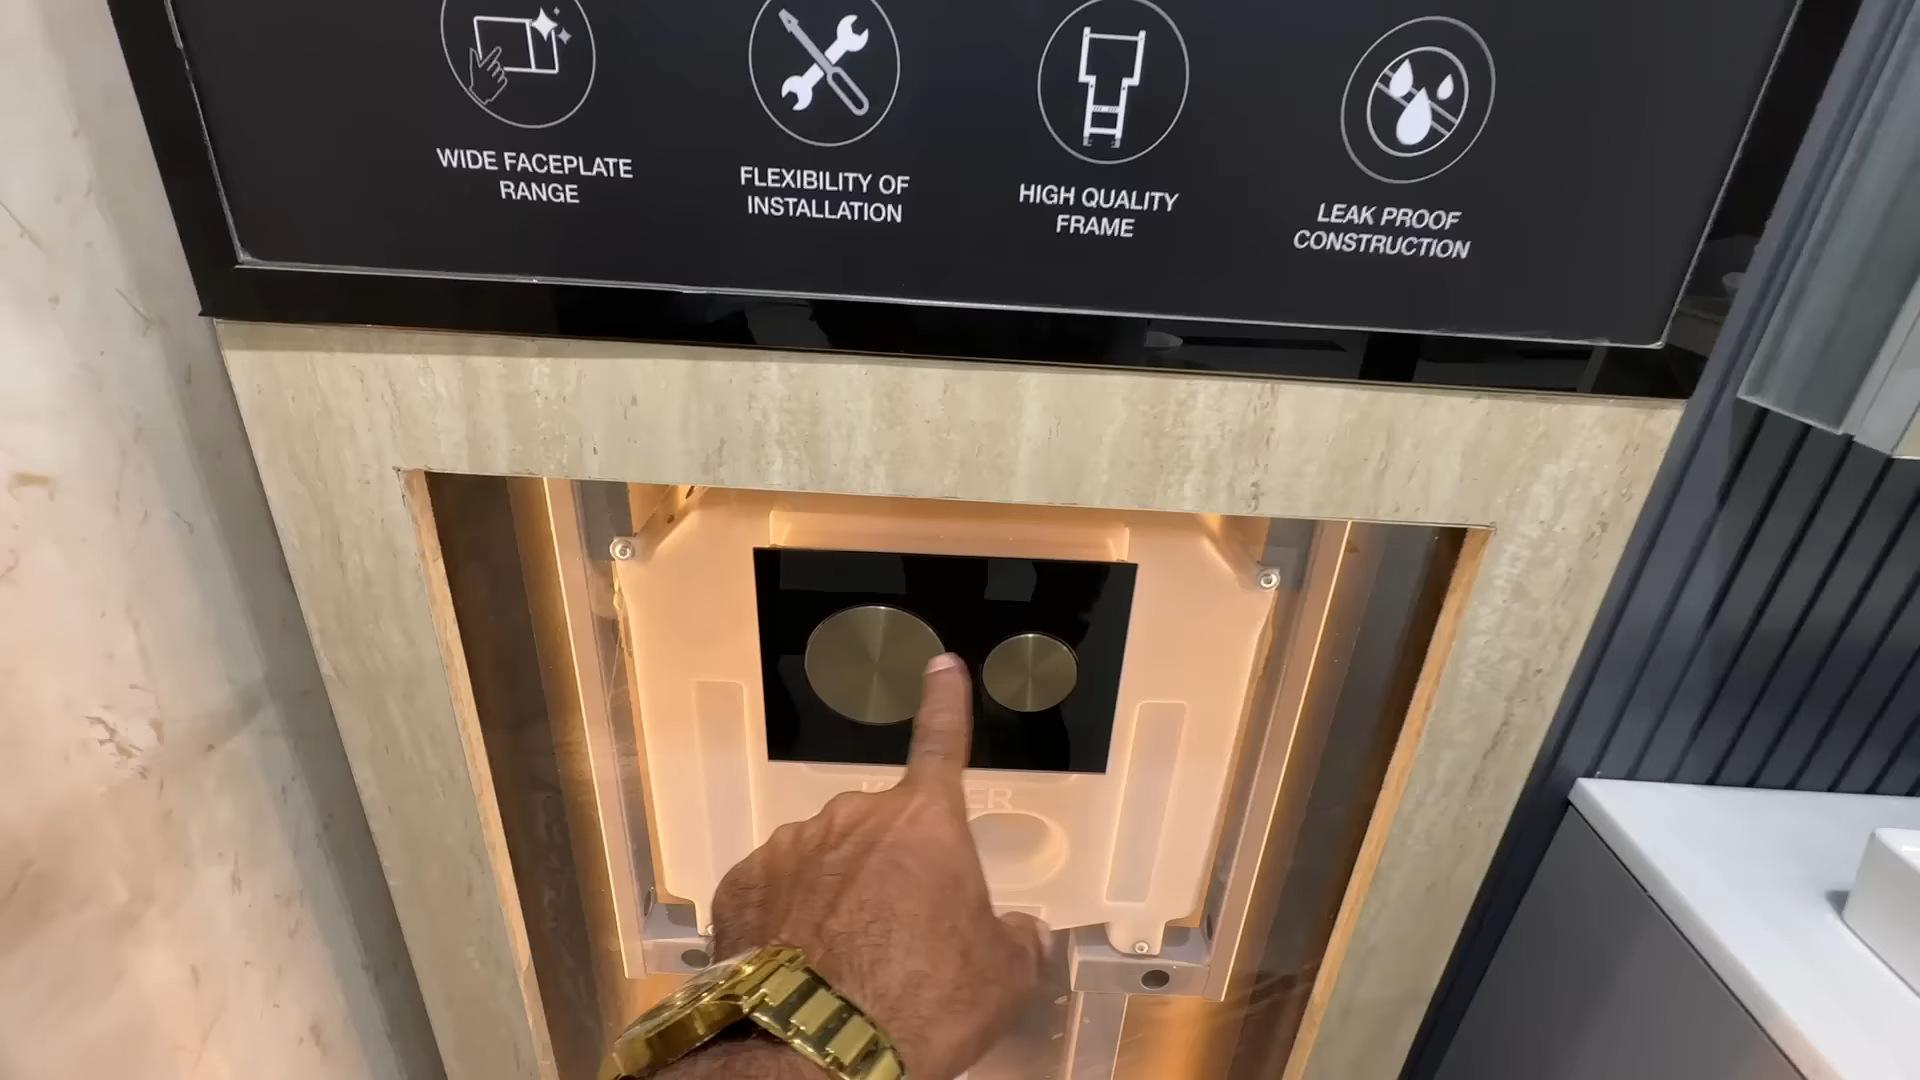 WIDE FACEPLATE
RANGE
FLEXIBILITY OF
INSTALLATION
HIGH QUALITY
FRAME
LEAK PROOF
CONSTRUCTION